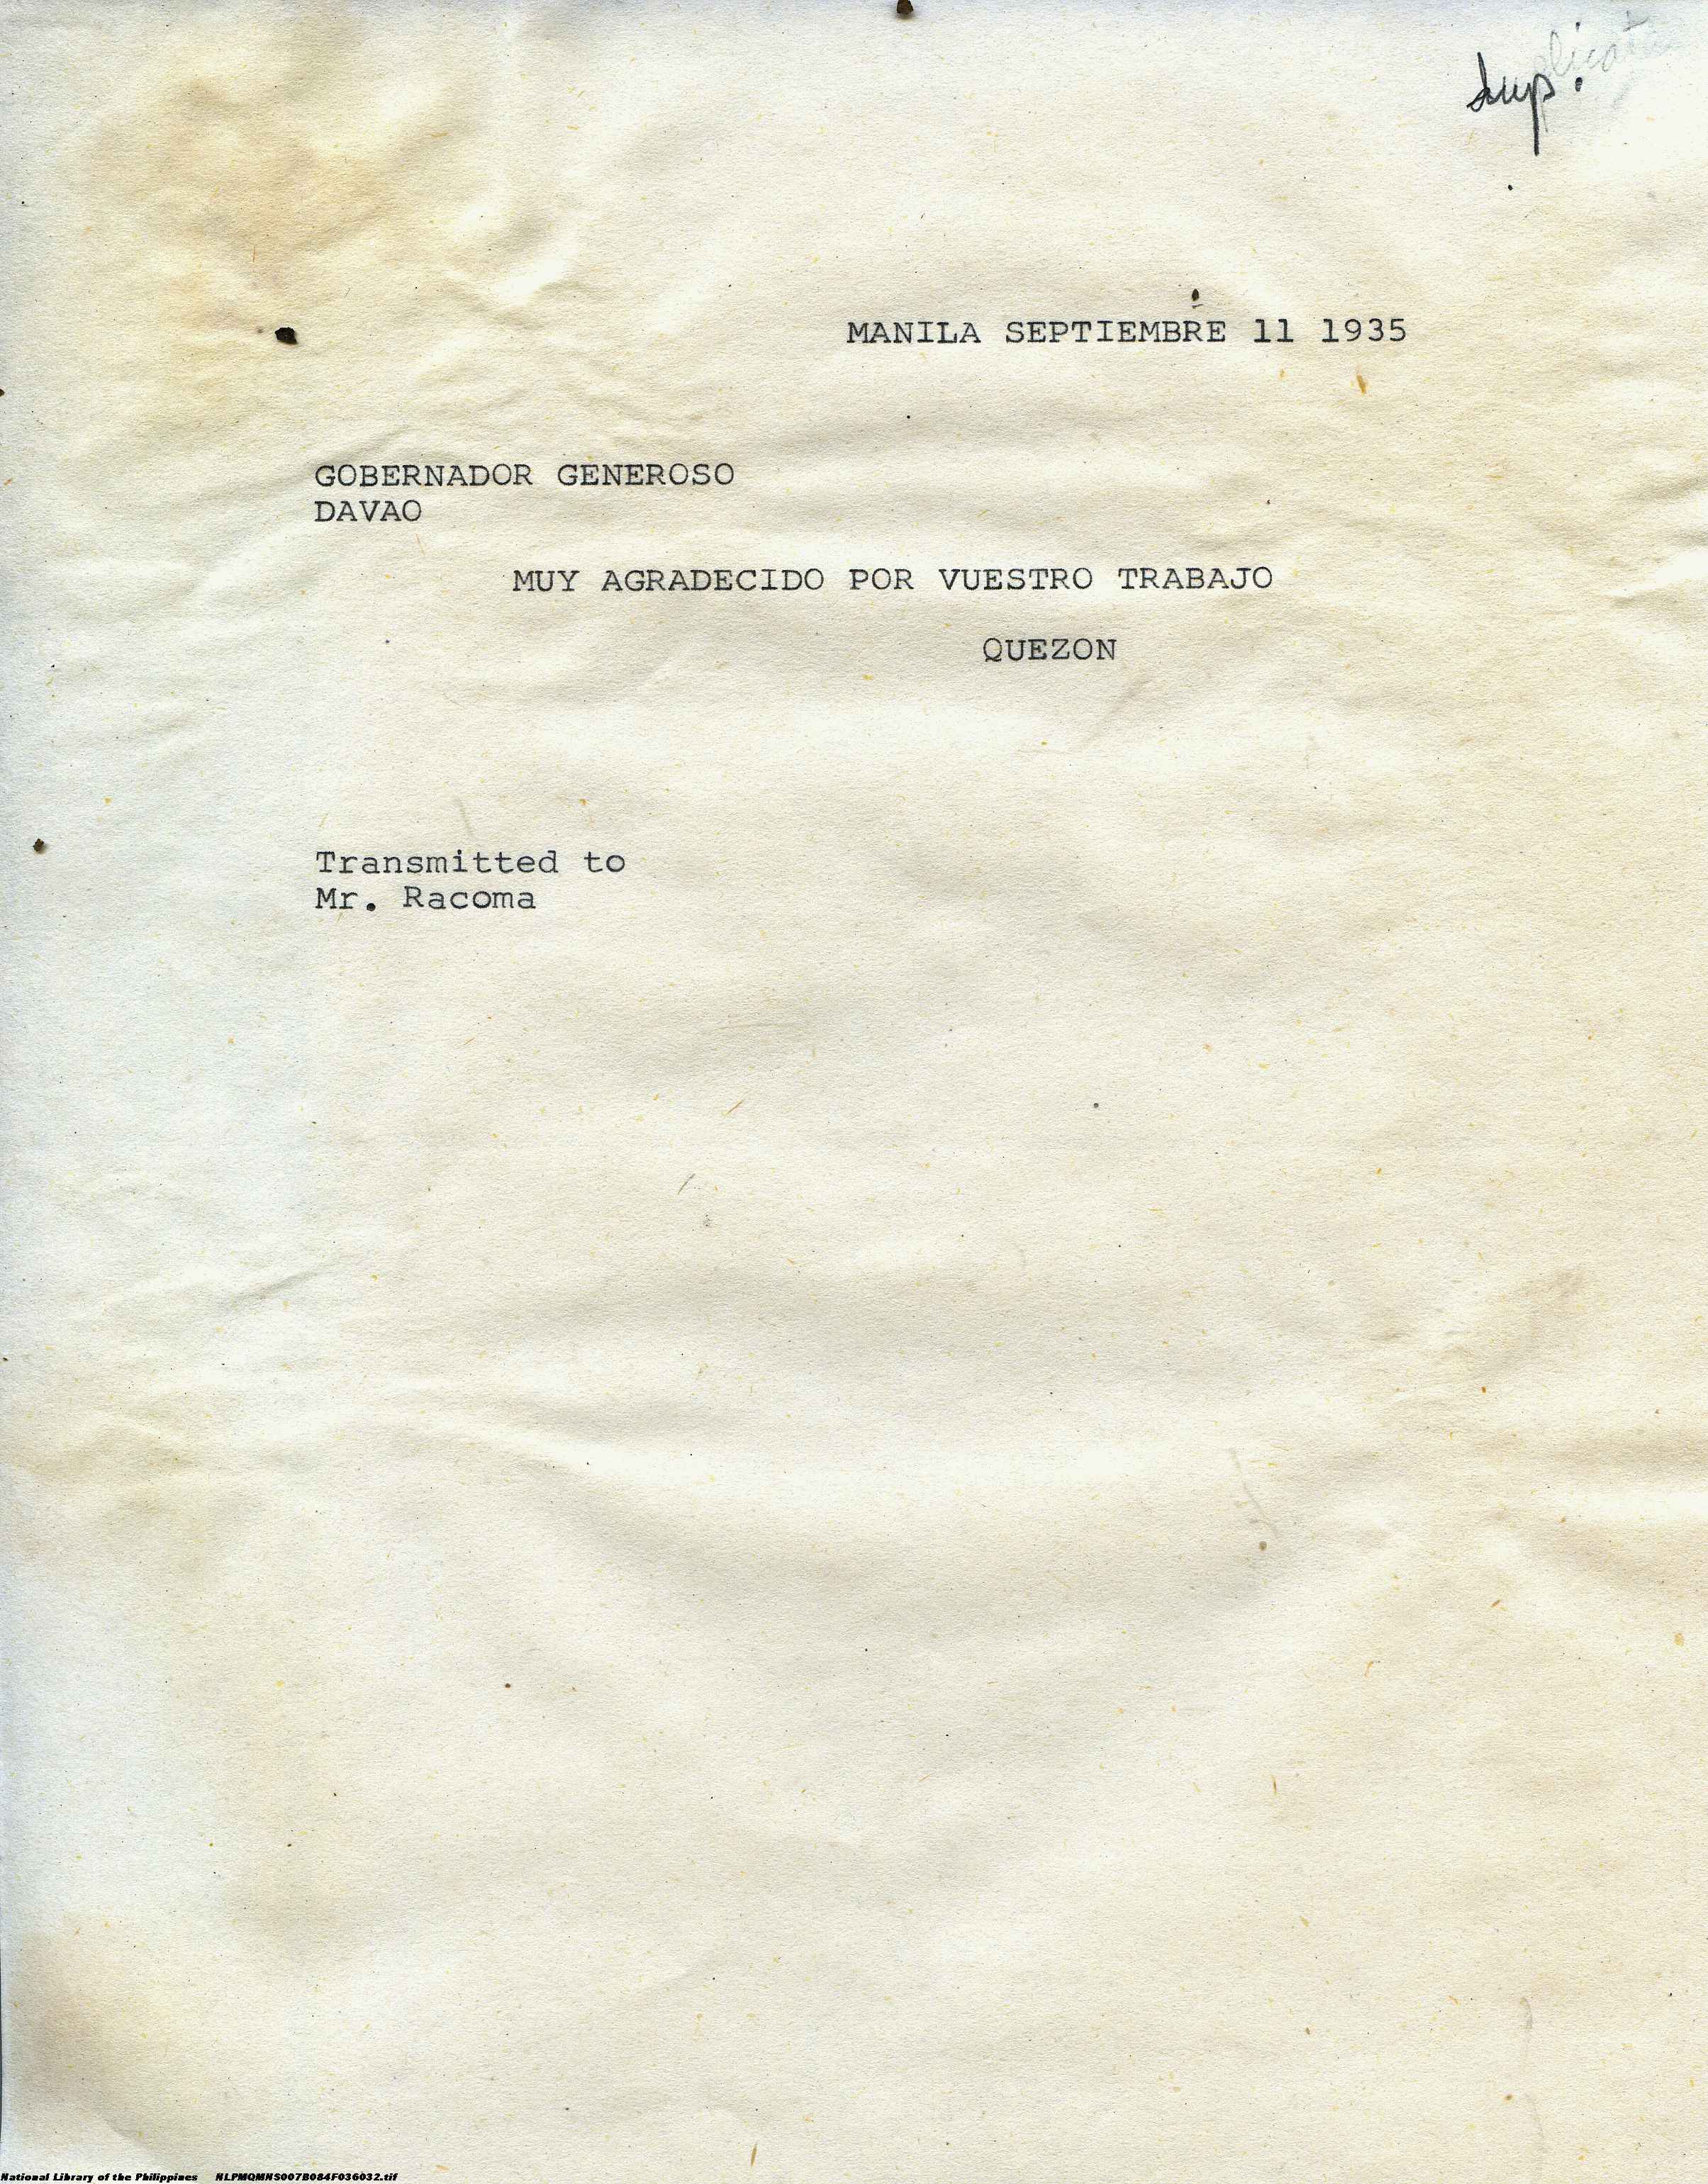 duplicate
dup.
MANILA SEPTIEMBRE 11 1935
GOBERNADOR GENEROSO
DAVAO
MUY AGRADECIDO POR VUESTRO TRABAJO
QUEZON
Transmitted to
Mr. Racoma
National Library of the Philippines NLPMQMNS007B084F036032.tif